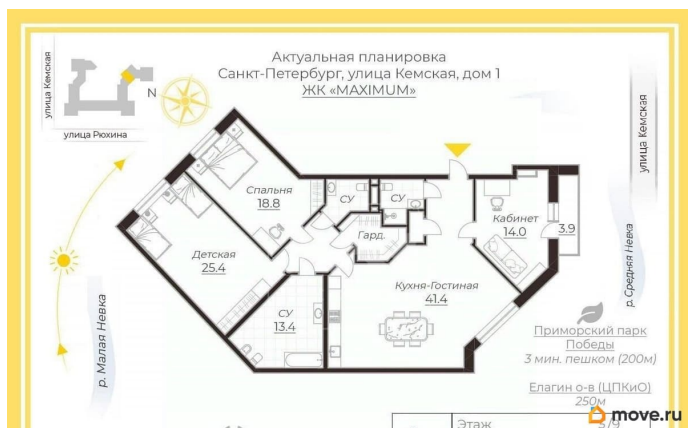 Актуальная планировка
Санкт-Петербург, улица Кемская, дом 1
ЖК «MAXIMUM»
улица Кемская
N
улица Рюхина
улица Кемская
Спальня
18.8
СУ
СУ
Кабинет
14.0
3.9
Гард.
Детская
25.4
Кухня-Гостиная
41.4
СУ
13.4
р. Малая Невка
р. Средняя Невка
Приморский парк
Победы
3 мин. пешком (200м)
Елагин о-в (ЦПКиО)
250м
move.ru
Этаж
5/9